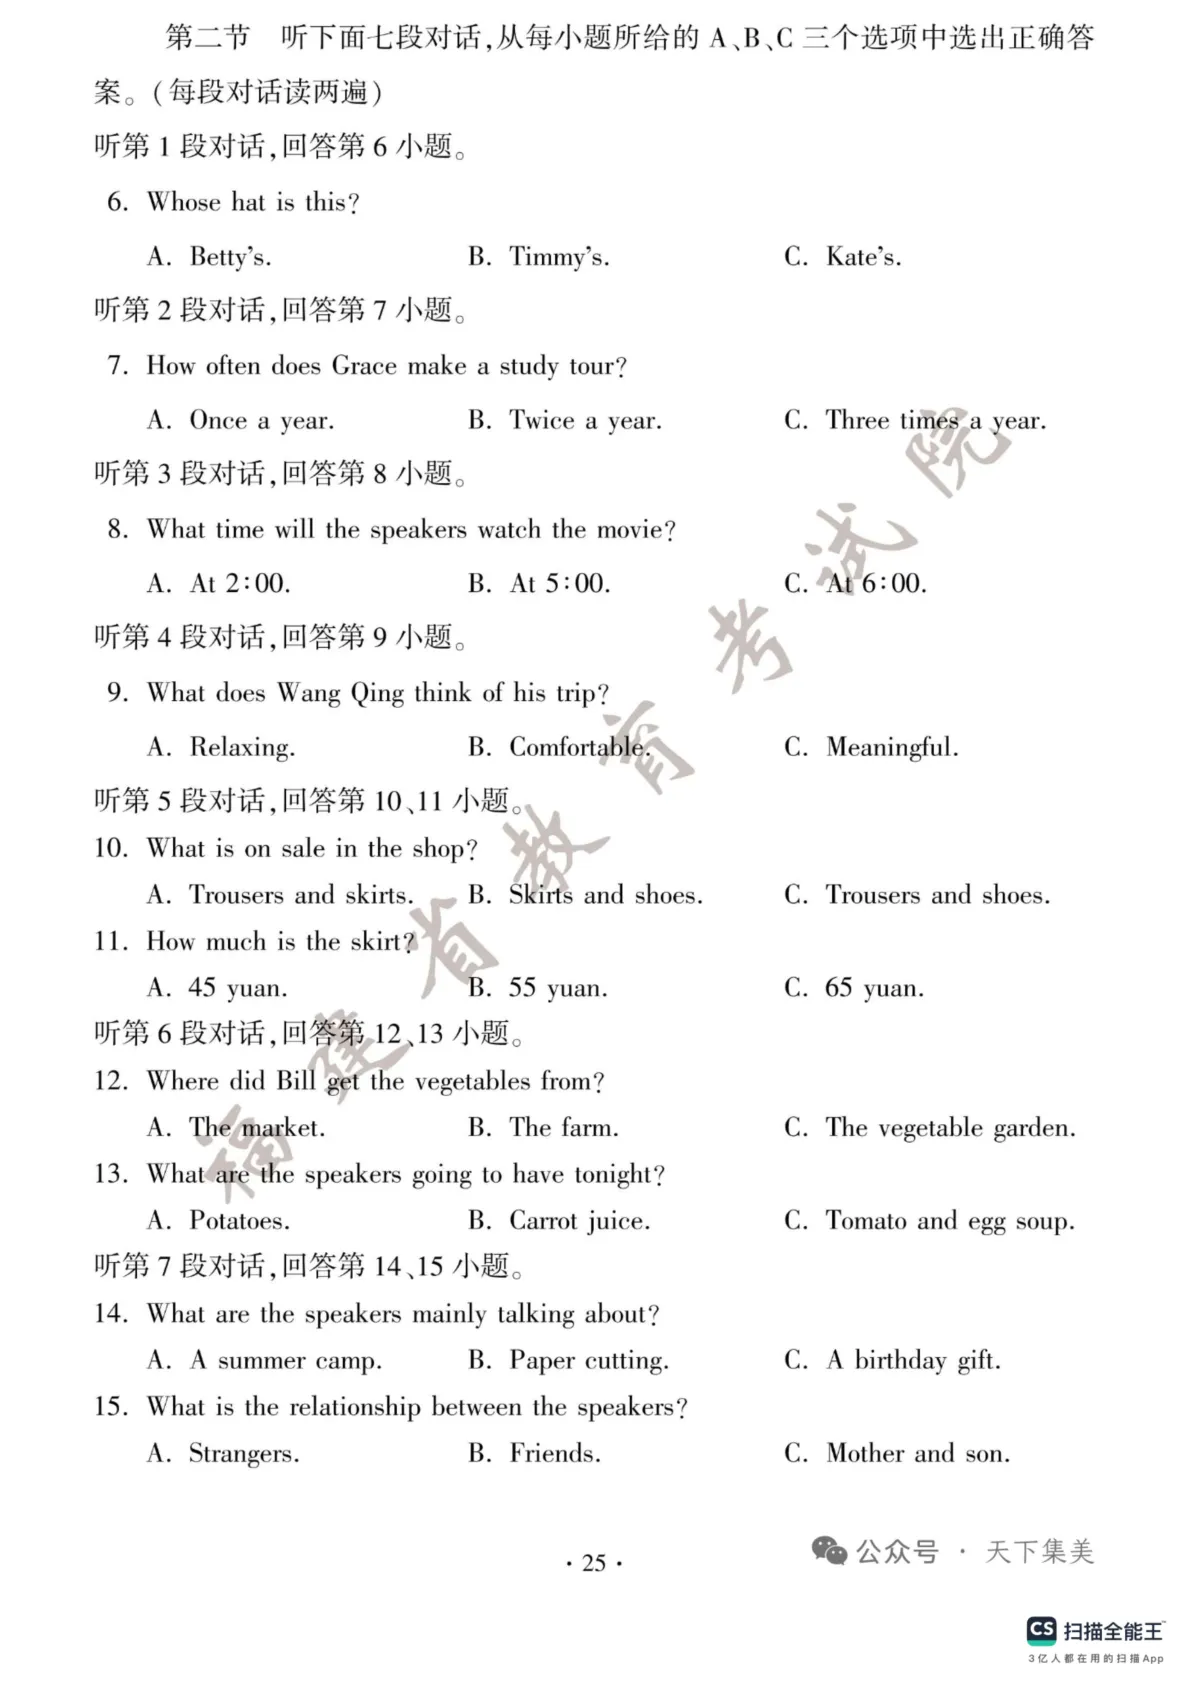 第二节 听下面七段对话,从每小题所给的 A、B、C 三个选项中选出正确答
案。(每段对话读两遍)
听第 1 段对话,回答第 6 小题。
6. Whose hat is this?
A. Betty's. B. Timmy's. C. Kate's.
听第 2 段对话,回答第 7 小题。
7. How often does Grace make a study tour?
A. Once a year. B. Twice a year. C. Three times a year.
听第 3 段对话,回答第 8 小题。
8. What time will the speakers watch the movie?
A. At 2:00. B. At 5:00. C. At 6:00.
听第 4 段对话,回答第 9 小题。
9. What does Wang Qing think of his trip?
A. Relaxing. B. Comfortable. C. Meaningful.
听第 5 段对话,回答第 10、11 小题。
10. What is on sale in the shop?
A. Trousers and skirts. B. Skirts and shoes. C. Trousers and shoes.
11. How much is the skirt?
A. 45 yuan. B. 55 yuan. C. 65 yuan.
听第 6 段对话,回答第 12、13 小题。
12. Where did Bill get the vegetables from?
A. The market. B. The farm. C. The vegetable garden.
13. What are the speakers going to have tonight?
A. Potatoes. B. Carrot juice. C. Tomato and egg soup.
听第 7 段对话,回答第 14、15 小题。
14. What are the speakers mainly talking about?
A. A summer camp. B. Paper cutting. C. A birthday gift.
15. What is the relationship between the speakers?
A. Strangers. B. Friends. C. Mother and son.
福建省教育考试院
· 25 ·
公众号 · 天下集美
CS 扫描全能王™
3亿人都在用的扫描App